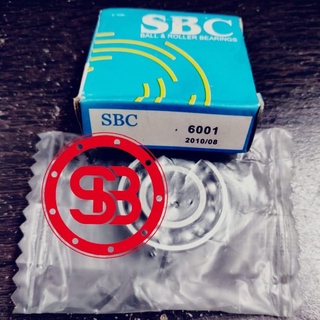 SBC
BALL & ROLLER BEARINGS
SBC
6001
2010/08
SB